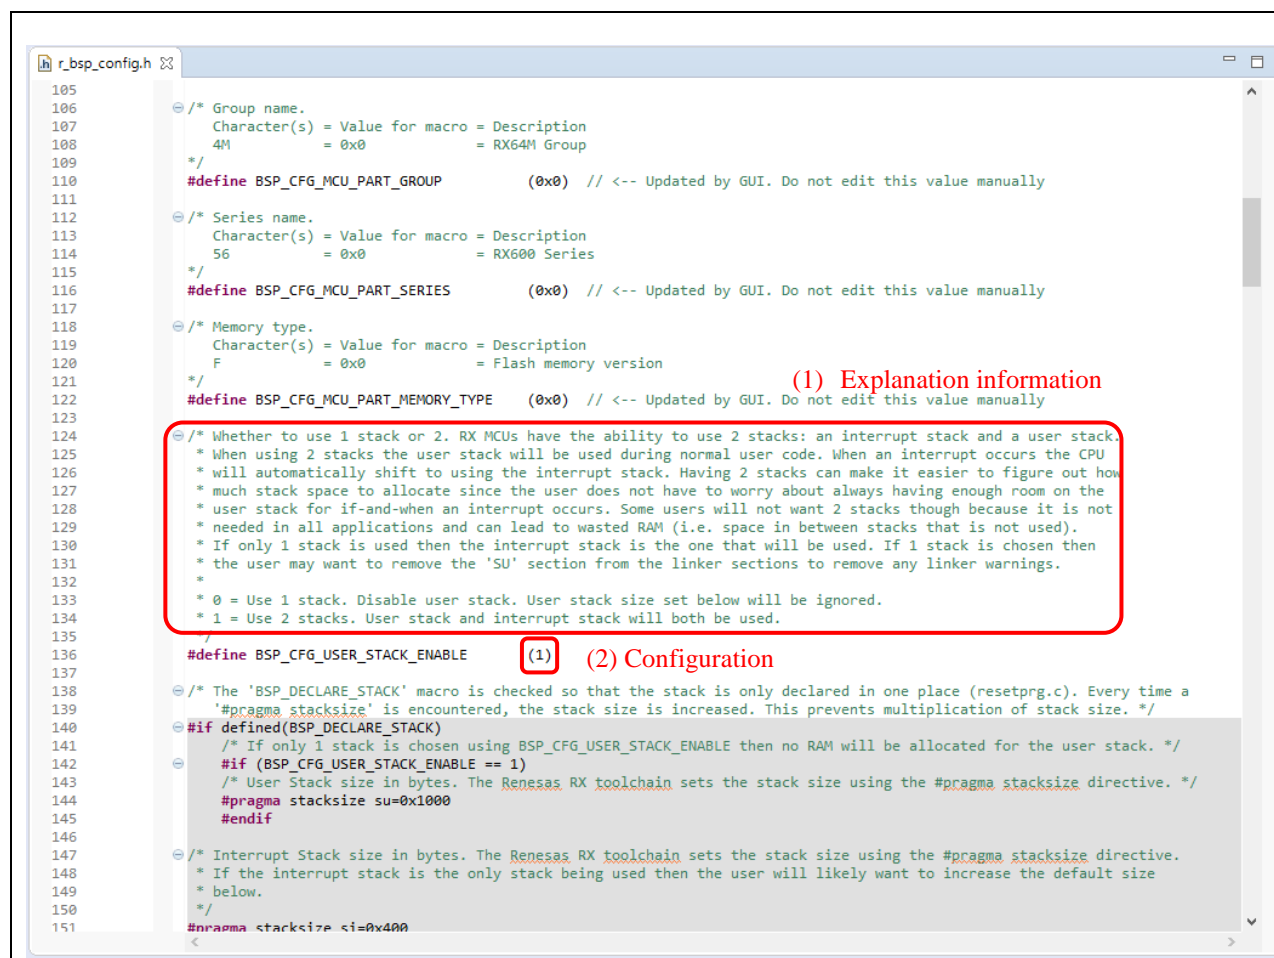 r_bsp_config.h
105
106 /* Group name.
107 Character(s) = Value for macro = Description
108 4M = 0x0 = RX64M Group
109 */
110 #define BSP_CFG_MCU_PART_GROUP (0x0) // <-- Updated by GUI. Do not edit this value manually
111
112 /* Series name.
113 Character(s) = Value for macro = Description
114 56 = 0x0 = RX600 Series
115 */
116 #define BSP_CFG_MCU_PART_SERIES (0x0) // <-- Updated by GUI. Do not edit this value manually
117
118 /* Memory type.
119 Character(s) = Value for macro = Description
120 F = 0x0 = Flash memory version
(1) Explanation information
121 */
122 #define BSP_CFG_MCU_PART_MEMORY_TYPE (0x0) // <-- Updated by GUI. Do not edit this value manually
123
124 /* Whether to use 1 stack or 2. RX MCUs have the ability to use 2 stacks: an interrupt stack and a user stack.
125 * When using 2 stacks the user stack will be used during normal user code. When an interrupt occurs the CPU
126 * will automatically shift to using the interrupt stack. Having 2 stacks can make it easier to figure out how
127 * much stack space to allocate since the user does not have to worry about always having enough room on the
128 * user stack for if-and-when an interrupt occurs. Some users will not want 2 stacks though because it is not
129 * needed in all applications and can lead to wasted RAM (i.e. space in between stacks that is not used).
130 * If only 1 stack is used then the interrupt stack is the one that will be used. If 1 stack is chosen then
131 * the user may want to remove the 'SU' section from the linker sections to remove any linker warnings.
132 *
133 * 0 = Use 1 stack. Disable user stack. User stack size set below will be ignored.
134 * 1 = Use 2 stacks. User stack and interrupt stack will both be used.
135 */
136 #define BSP_CFG_USER_STACK_ENABLE (1) (2) Configuration
137
138 /* The 'BSP_DECLARE_STACK' macro is checked so that the stack is only declared in one place (resetprg.c). Every time a
139 '#pragma stacksize' is encountered, the stack size is increased. This prevents multiplication of stack size. */
140 #if defined(BSP_DECLARE_STACK)
141 /* If only 1 stack is chosen using BSP_CFG_USER_STACK_ENABLE then no RAM will be allocated for the user stack. */
142 #if (BSP_CFG_USER_STACK_ENABLE == 1)
143 /* User Stack size in bytes. The Renesas RX toolchain sets the stack size using the #pragma stacksize directive. */
144 #pragma stacksize su=0x1000
145 #endif
146
147 /* Interrupt Stack size in bytes. The Renesas RX toolchain sets the stack size using the #pragma stacksize directive.
148 * If the interrupt stack is the only stack being used then the user will likely want to increase the default size
149 * below.
150 */
151 #pragma stacksize si=0x400